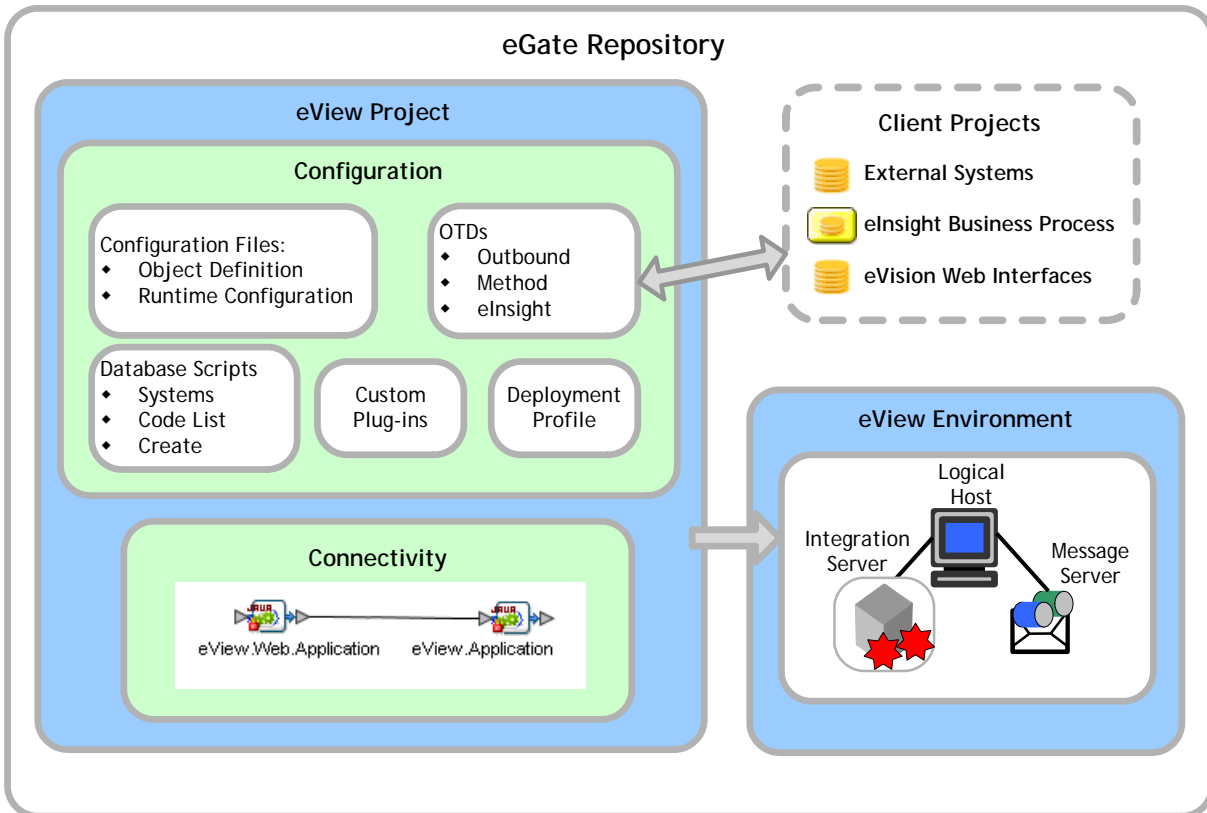 eGate Repository
eView Project
Configuration
Configuration Files:
◆ Object Definition
◆ Runtime Configuration
OTDs
◆ Outbound
◆ Method
◆ eInsight
Database Scripts
◆ Systems
◆ Code List
◆ Create
Custom
Plug-ins
Deployment
Profile
Connectivity
JAVA
eView.Web.Application
JAVA
eView.Application
Client Projects
External Systems
eInsight Business Process
eVision Web Interfaces
eView Environment
Logical
Host
Integration
Server
Message
Server